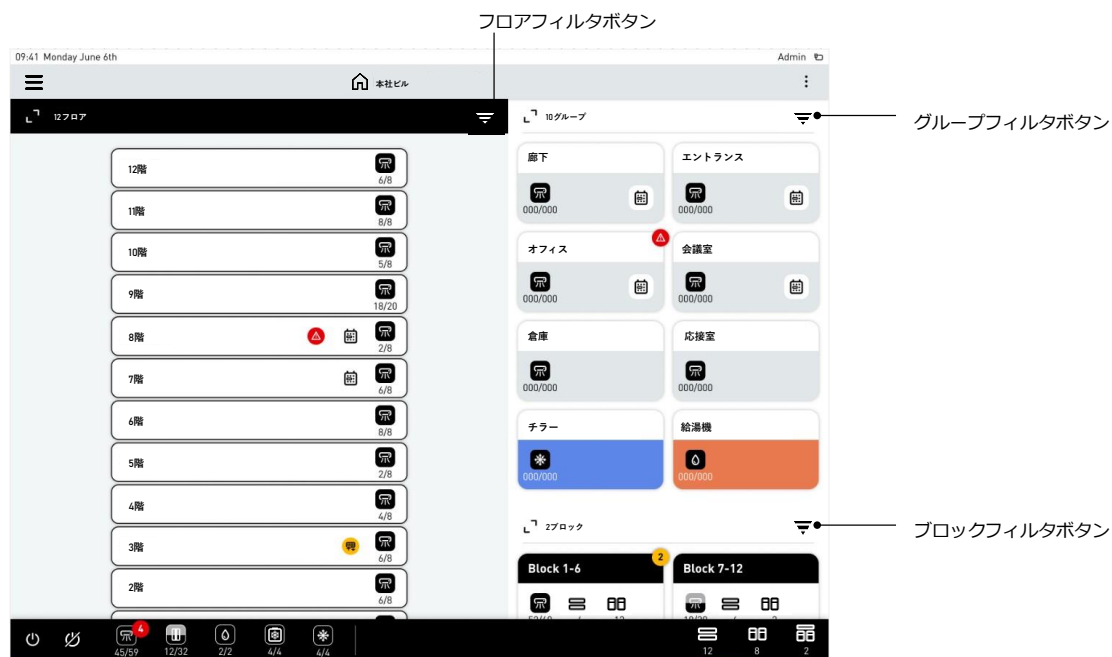 フロアフィルタボタン
09:41 Monday June 6th
Admin
本社ビル
12フロア
12階
6/8
11階
8/8
10階
5/8
9階
18/20
8階
2/8
7階
6/8
6階
8/8
5階
2/8
4階
4/8
3階
6/8
2階
6/8
10グループ
グループフィルタボタン
廊下
000/000
エントランス
000/000
オフィス
000/000
会議室
000/000
倉庫
000/000
応接室
000/000
チラー
000/000
給湯機
000/000
2ブロック
ブロックフィルタボタン
Block 1-6
2
Block 7-12
4
45/59
12/32
2/2
4/4
4/4
12
8
2